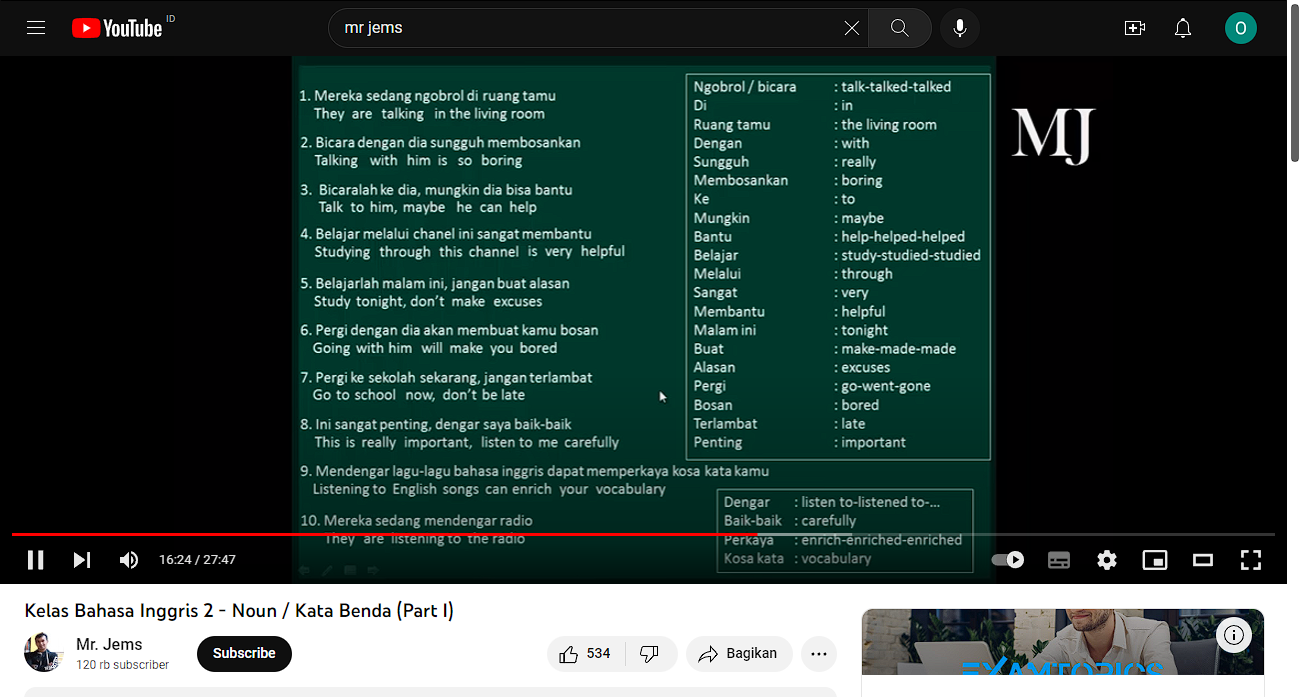 YouTube ID
mr jems
O
1. Mereka sedang ngobrol di ruang tamu
They are talking in the living room
2. Bicara dengan dia sungguh membosankan
Talking with him is so boring
3. Bicaralah ke dia, mungkin dia bisa bantu
Talk to him, maybe he can help
4. Belajar melalui chanel ini sangat membantu
Studying through this channel is very helpful
5. Belajarlah malam ini, jangan buat alasan
Study tonight, don't make excuses
6. Pergi dengan dia akan membuat kamu bosan
Going with him will make you bored
7. Pergi ke sekolah sekarang, jangan terlambat
Go to school now, don't be late
8. Ini sangat penting, dengar saya baik-baik
This is really important, listen to me carefully
9. Mendengar lagu-lagu bahasa inggris dapat memperkaya kosa kata kamu
Listening to English songs can enrich your vocabulary
10. Mereka sedang mendengar radio
They are listening to the radio
Ngobrol / bicara : talk-talked-talked
Di : in
Ruang tamu : the living room
Dengan : with
Sungguh : really
Membosankan : boring
Ke : to
Mungkin : maybe
Bantu : help-helped-helped
Belajar : study-studied-studied
Melalui : through
Sangat : very
Membantu : helpful
Malam ini : tonight
Buat : make-made-made
Alasan : excuses
Pergi : go-went-gone
Bosan : bored
Terlambat : late
Penting : important
Dengar : listen to-listened to-...
Baik-baik : carefully
Perkaya : enrich-enriched-enriched
Kosa kata : vocabulary
MJ
16:24 / 27:47
Kelas Bahasa Inggris 2 - Noun / Kata Benda (Part I)
Mr. Jems
120 rb subscriber
Subscribe
534
Bagikan
EXAMTOPICS